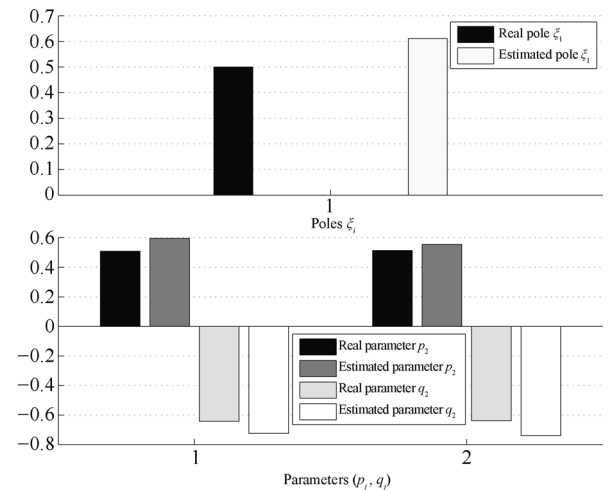 0.7
0.6
0.5
0.4
0.3
0.2
0.1
0
Real pole ξ₁
Estimated pole ξ₁
1
Poles ξᵢ
0.6
0.4
0.2
0
−0.2
−0.4
−0.6
−0.8
Real parameter p₂
Estimated parameter p₂
Real parameter q₂
Estimated parameter q₂
1 2
Parameters (pᵢ, qᵢ)